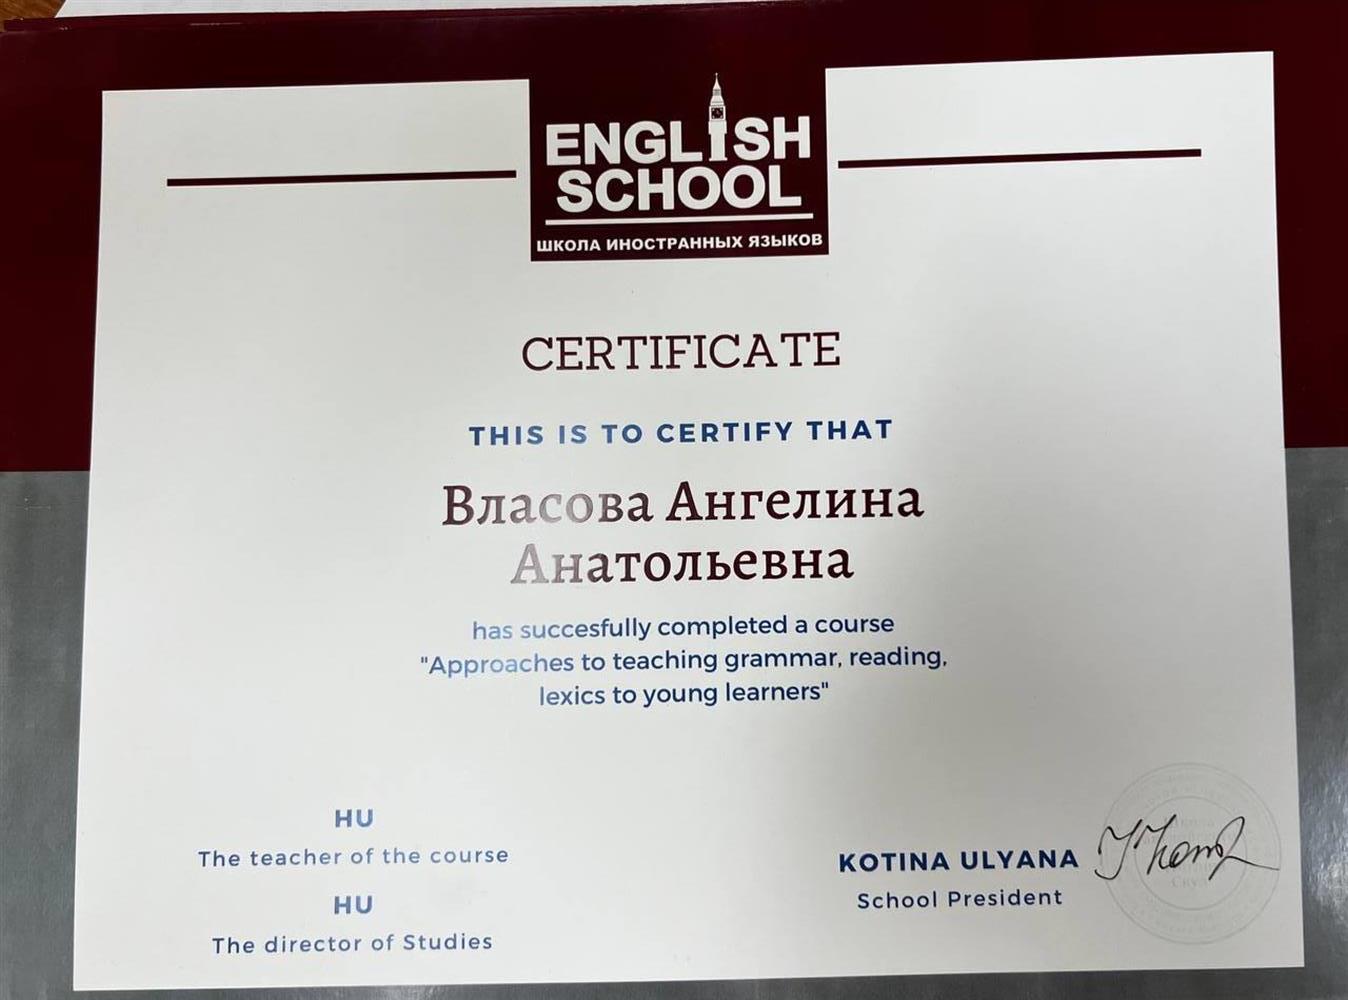 ENGLISH
SCHOOL
ШКОЛА ИНОСТРАННЫХ ЯЗЫКОВ
CERTIFICATE
THIS IS TO CERTIFY THAT
Власова Ангелина
Анатольевна
has succesfully completed a course
"Approaches to teaching grammar, reading,
lexics to young learners"
HU
The teacher of the course
HU
The director of Studies
KOTINA ULYANA
School President